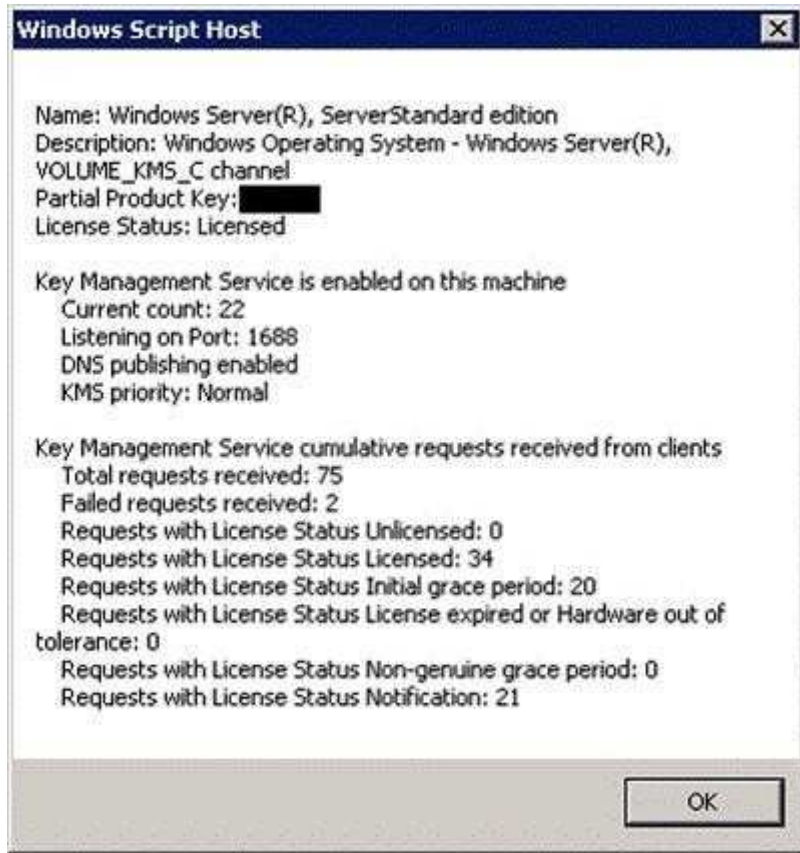 Windows Script Host
Name: Windows Server(R), ServerStandard edition
Description: Windows Operating System - Windows Server(R),
VOLUME_KMS_C channel
Partial Product Key:
License Status: Licensed
Key Management Service is enabled on this machine
Current count: 22
Listening on Port: 1688
DNS publishing enabled
KMS priority: Normal
Key Management Service cumulative requests received from clients
Total requests received: 75
Failed requests received: 2
Requests with License Status Unlicensed: 0
Requests with License Status Licensed: 34
Requests with License Status Initial grace period: 20
Requests with License Status License expired or Hardware out of
tolerance: 0
Requests with License Status Non-genuine grace period: 0
Requests with License Status Notification: 21
OK